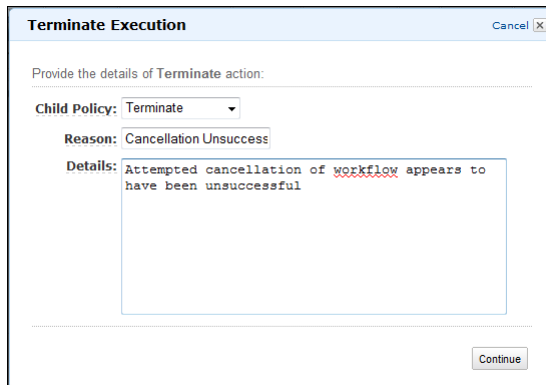 Terminate Execution
Cancel
Provide the details of Terminate action:
Child Policy: Terminate
Reason: Cancellation Unsuccess
Details: Attempted cancellation of workflow appears to
have been unsuccessful
Continue